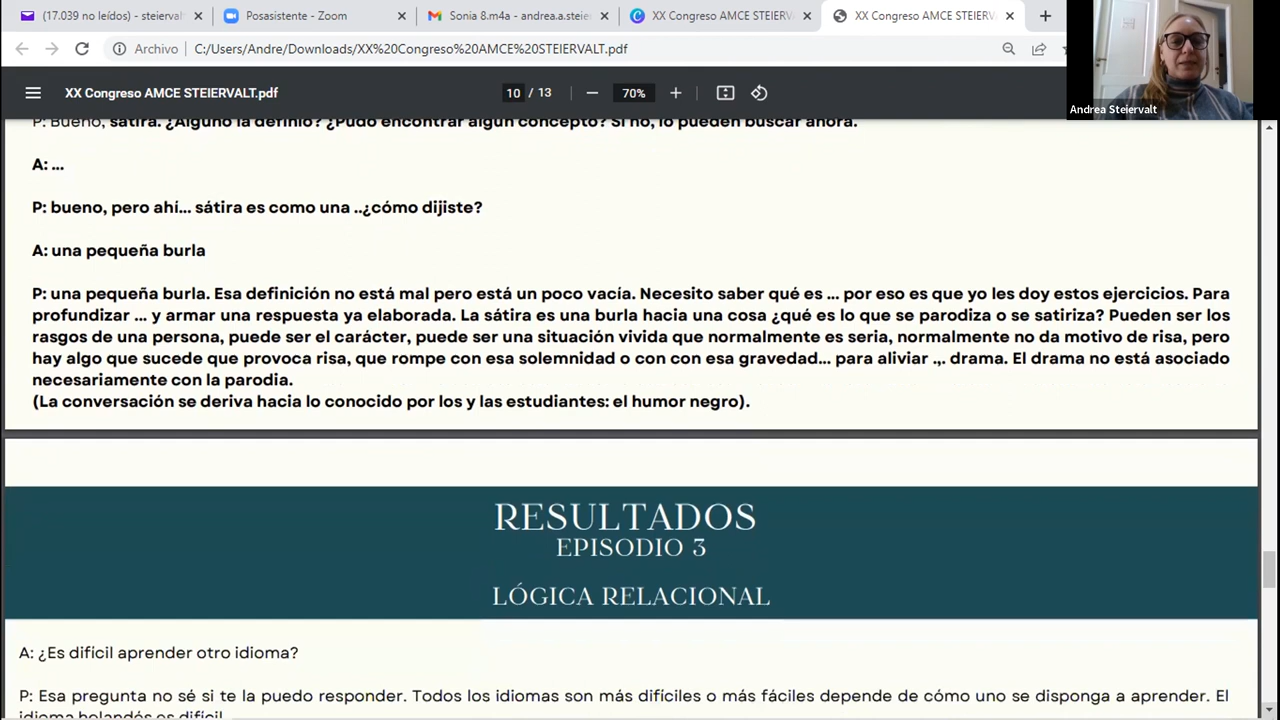 (17.039 no leídos) - steierval
Posasistente - Zoom
Sonia 8.m4a - andrea.a.steier
XX Congreso AMCE STEIERVALT
XX Congreso AMCE STEIERVALT
Archivo C:/Users/Andre/Downloads/XX%20Congreso%20AMCE%20STEIERVALT.pdf
XX Congreso AMCE STEIERVALT.pdf
10 / 13
70%
Andrea Steiervalt
P: Bueno, sátira. ¿Alguno la definió? ¿Pudo encontrar algún concepto? Si no, lo pueden buscar ahora.
A: ...
P: bueno, pero ahí... sátira es como una ..¿cómo dijiste?
A: una pequeña burla
P: una pequeña burla. Esa definición no está mal pero está un poco vacía. Necesito saber qué es ... por eso es que yo les doy estos ejercicios. Para
profundizar ... y armar una respuesta ya elaborada. La sátira es una burla hacia una cosa ¿qué es lo que se parodiza o se satiriza? Pueden ser los
rasgos de una persona, puede ser el carácter, puede ser una situación vivida que normalmente es seria, normalmente no da motivo de risa, pero
hay algo que sucede que provoca risa, que rompe con esa solemnidad o con con esa gravedad... para aliviar .,. drama. El drama no está asociado
necesariamente con la parodia.
(La conversación se deriva hacia lo conocido por los y las estudiantes: el humor negro).
RESULTADOS
EPISODIO 3
LÓGICA RELACIONAL
A: ¿Es difícil aprender otro idioma?
P: Esa pregunta no sé si te la puedo responder. Todos los idiomas son más difíciles o más fáciles depende de cómo uno se disponga a aprender. El
idioma holandés es difícil.